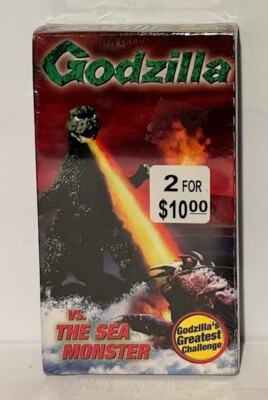 Godzilla
2 FOR
$10.00
VS.
THE SEA
MONSTER
Godzilla's
Greatest
Challenge